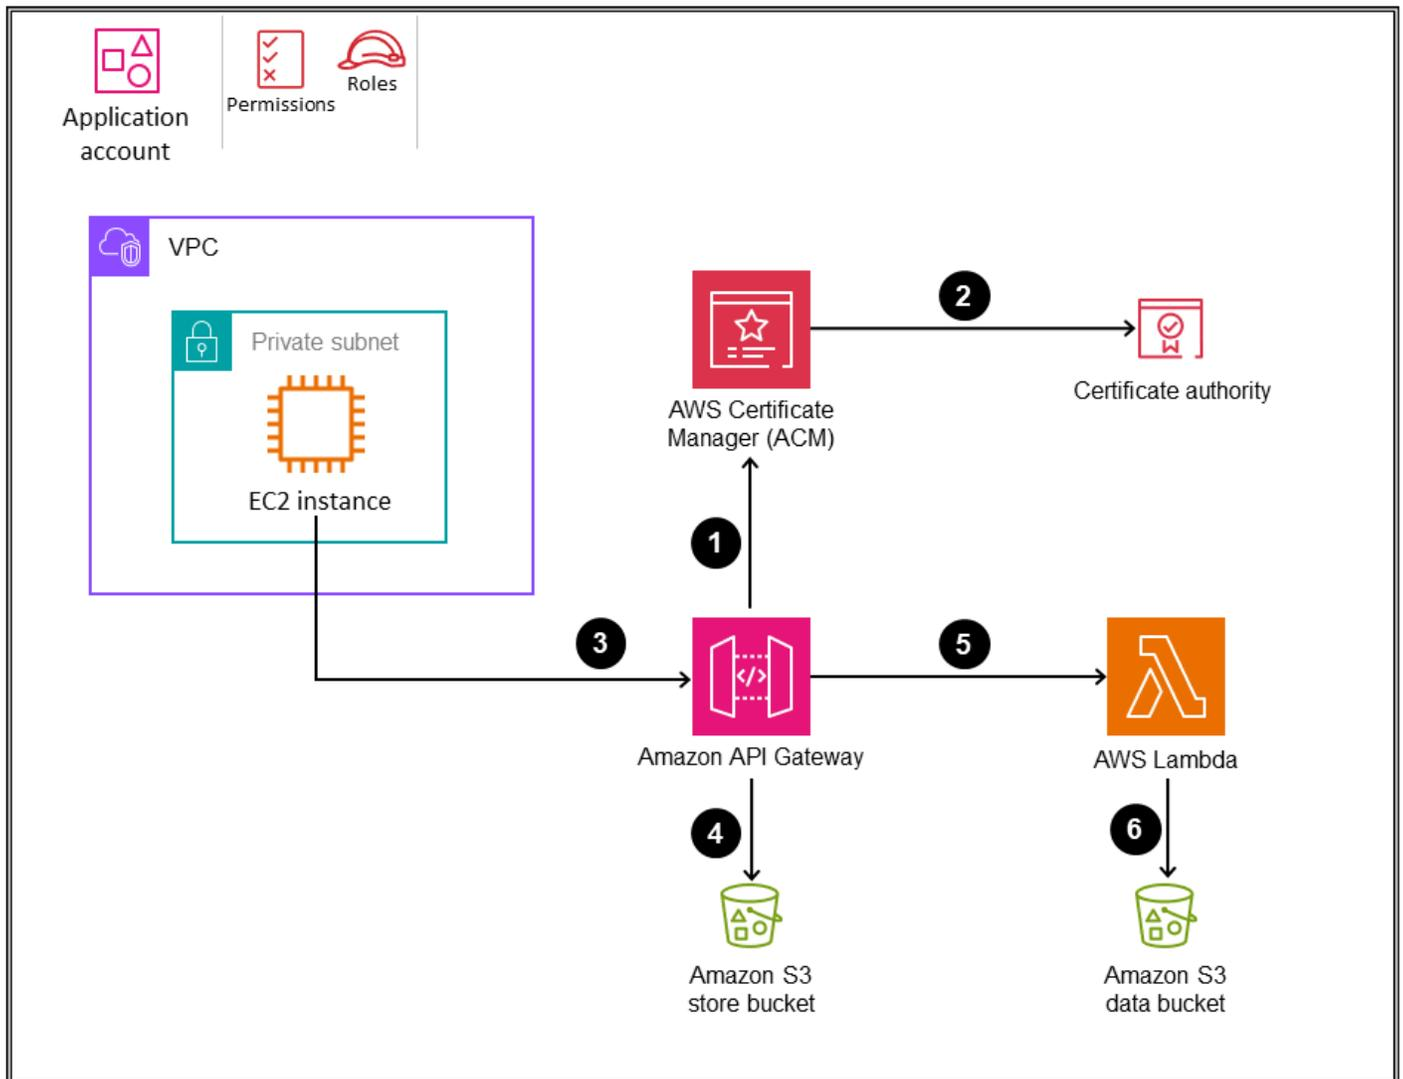 Application
account
Permissions
Roles
VPC
Private subnet
EC2 instance
AWS Certificate
Manager (ACM)
2
Certificate authority
1
3
</>
Amazon API Gateway
5
AWS Lambda
4
6
Amazon S3
store bucket
Amazon S3
data bucket